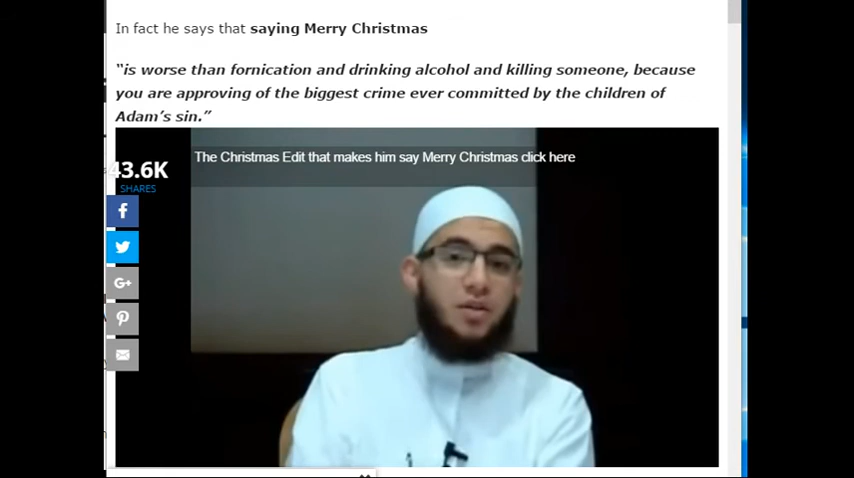 In fact he says that saying Merry Christmas
“is worse than fornication and drinking alcohol and killing someone, because
you are approving of the biggest crime ever committed by the children of
Adam’s sin.”
The Christmas Edit that makes him say Merry Christmas click here
43.6K
SHARES